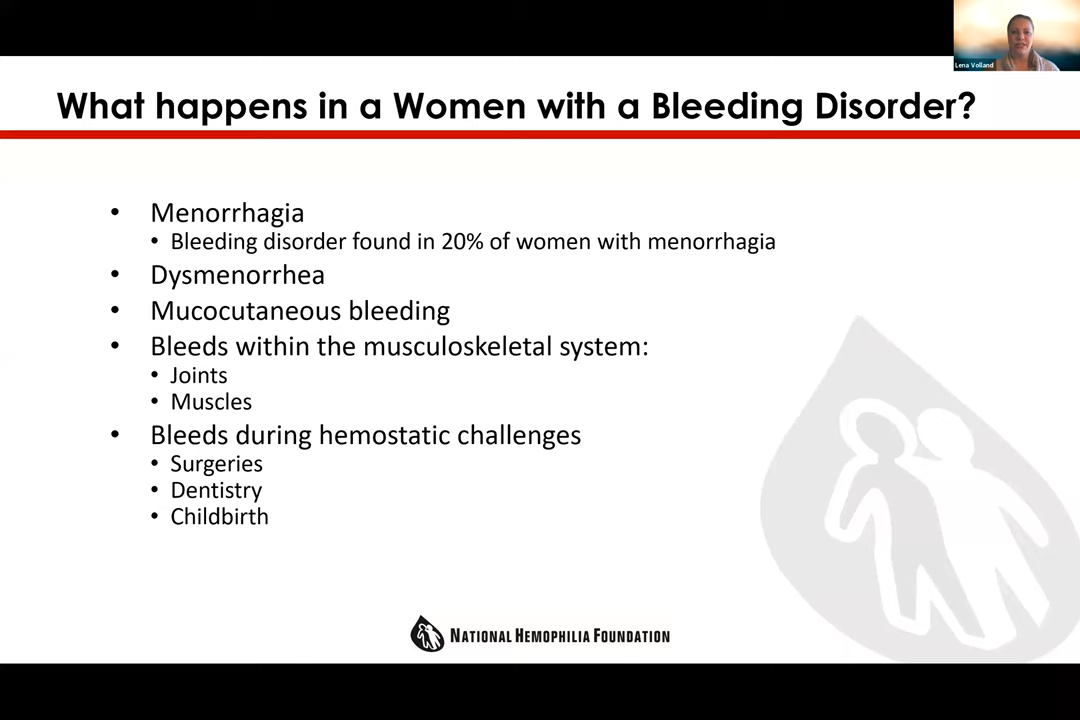 Lena Volland
What happens in a Women with a Bleeding Disorder?
• Menorrhagia
• Bleeding disorder found in 20% of women with menorrhagia
• Dysmenorrhea
• Mucocutaneous bleeding
• Bleeds within the musculoskeletal system:
• Joints
• Muscles
• Bleeds during hemostatic challenges
• Surgeries
• Dentistry
• Childbirth
NATIONAL HEMOPHILIA FOUNDATION